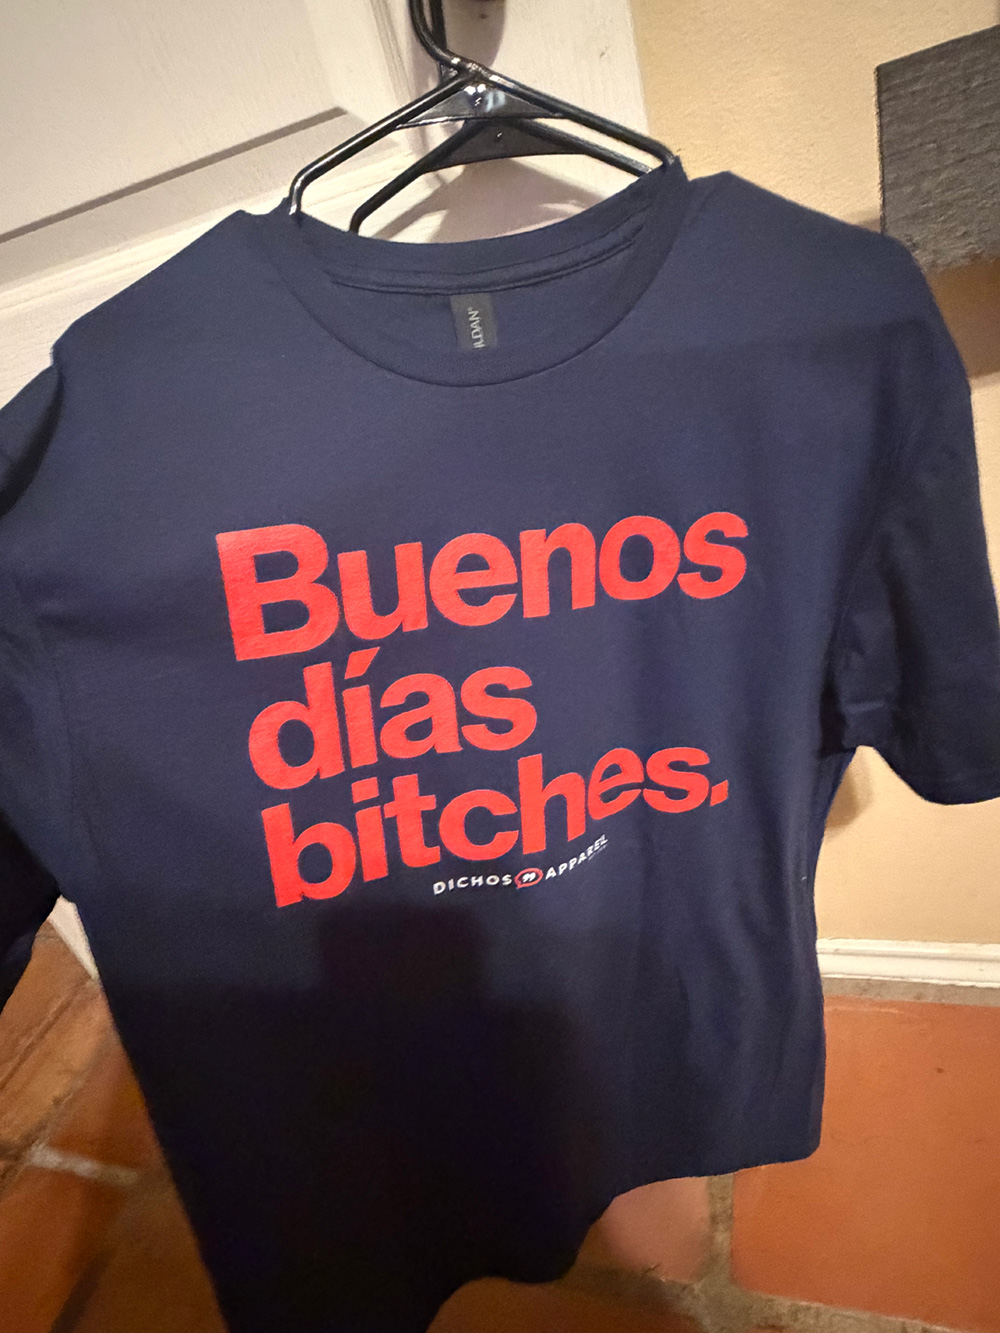 Buenos
días
bitches.
DICHOS APPAREL